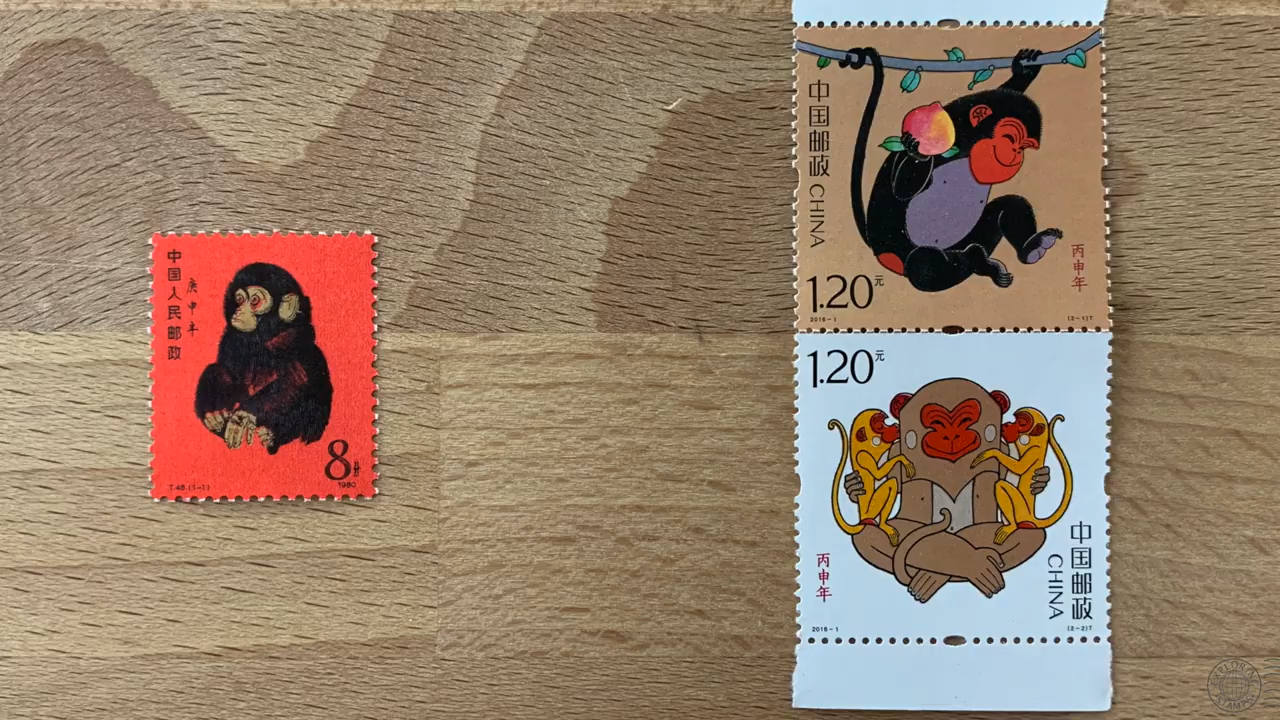 中国人民邮政
庚申年
8分
1980
T.46.(1-1)
中国邮政 CHINA
1.20元
丙申年
2016-1
(2-1)T
1.20元
丙申年
中国邮政
CHINA
2016-1
(2-2)T
EXPLORING
STAMPS